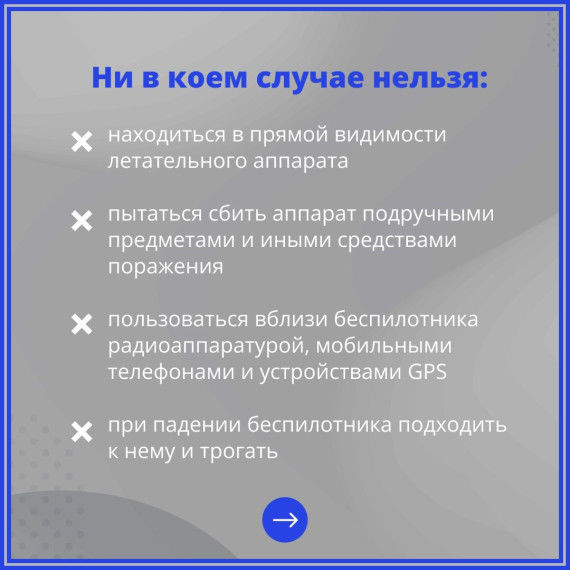 Ни в коем случае нельзя:
находиться в прямой видимости
летательного аппарата
пытаться сбить аппарат подручными
предметами и иными средствами
поражения
пользоваться вблизи беспилотника
радиоаппаратурой, мобильными
телефонами и устройствами GPS
при падении беспилотника подходить
к нему и трогать